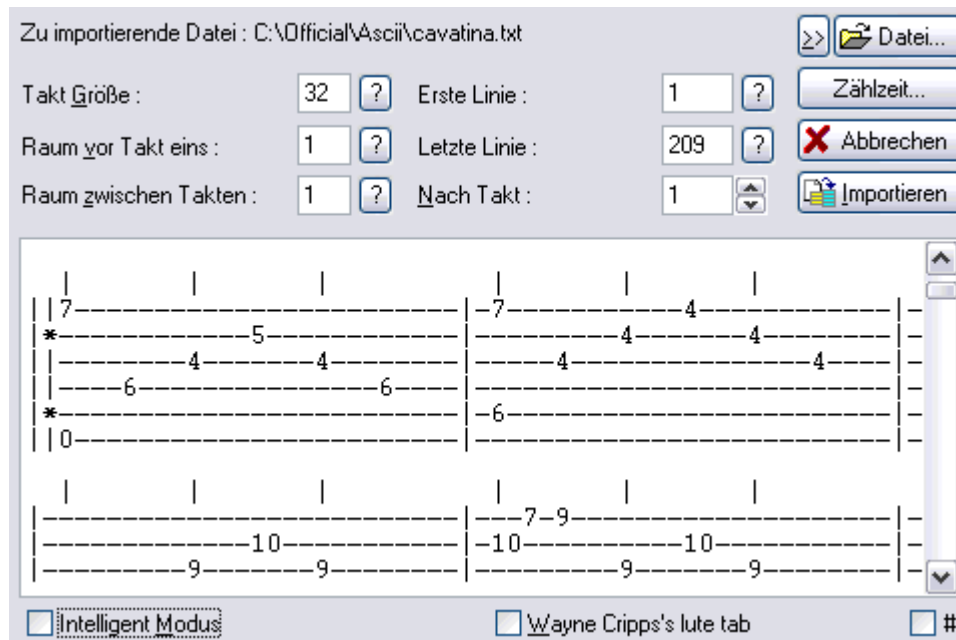 Zu importierende Datei : C:\Official\Ascii\cavatina.txt >> Datei...
Takt Größe : 32 ? Erste Linie : 1 ? Zählzeit...
Raum vor Takt eins : 1 ? Letzte Linie : 209 ? Abbrechen
Raum zwischen Takten : 1 ? Nach Takt : 1 Importieren
  |       |       |          |       |       |
||7------------------------|-7-----------4------------|-
|*------------5------------|---------4-------4--------|-
||--------4-------4--------|-----4---------------4----|-
||----6---------------6----|--------------------------|-
|*-------------------------|-6------------------------|-
||0------------------------|--------------------------|-
  |       |       |          |       |       |
|--------------------------|---7-9--------------------|-
|-------------10-----------|-10----------10-----------|-
|---------9-------9--------|---------9-------9--------|-
Intelligent Modus Wayne Cripps's lute tab #